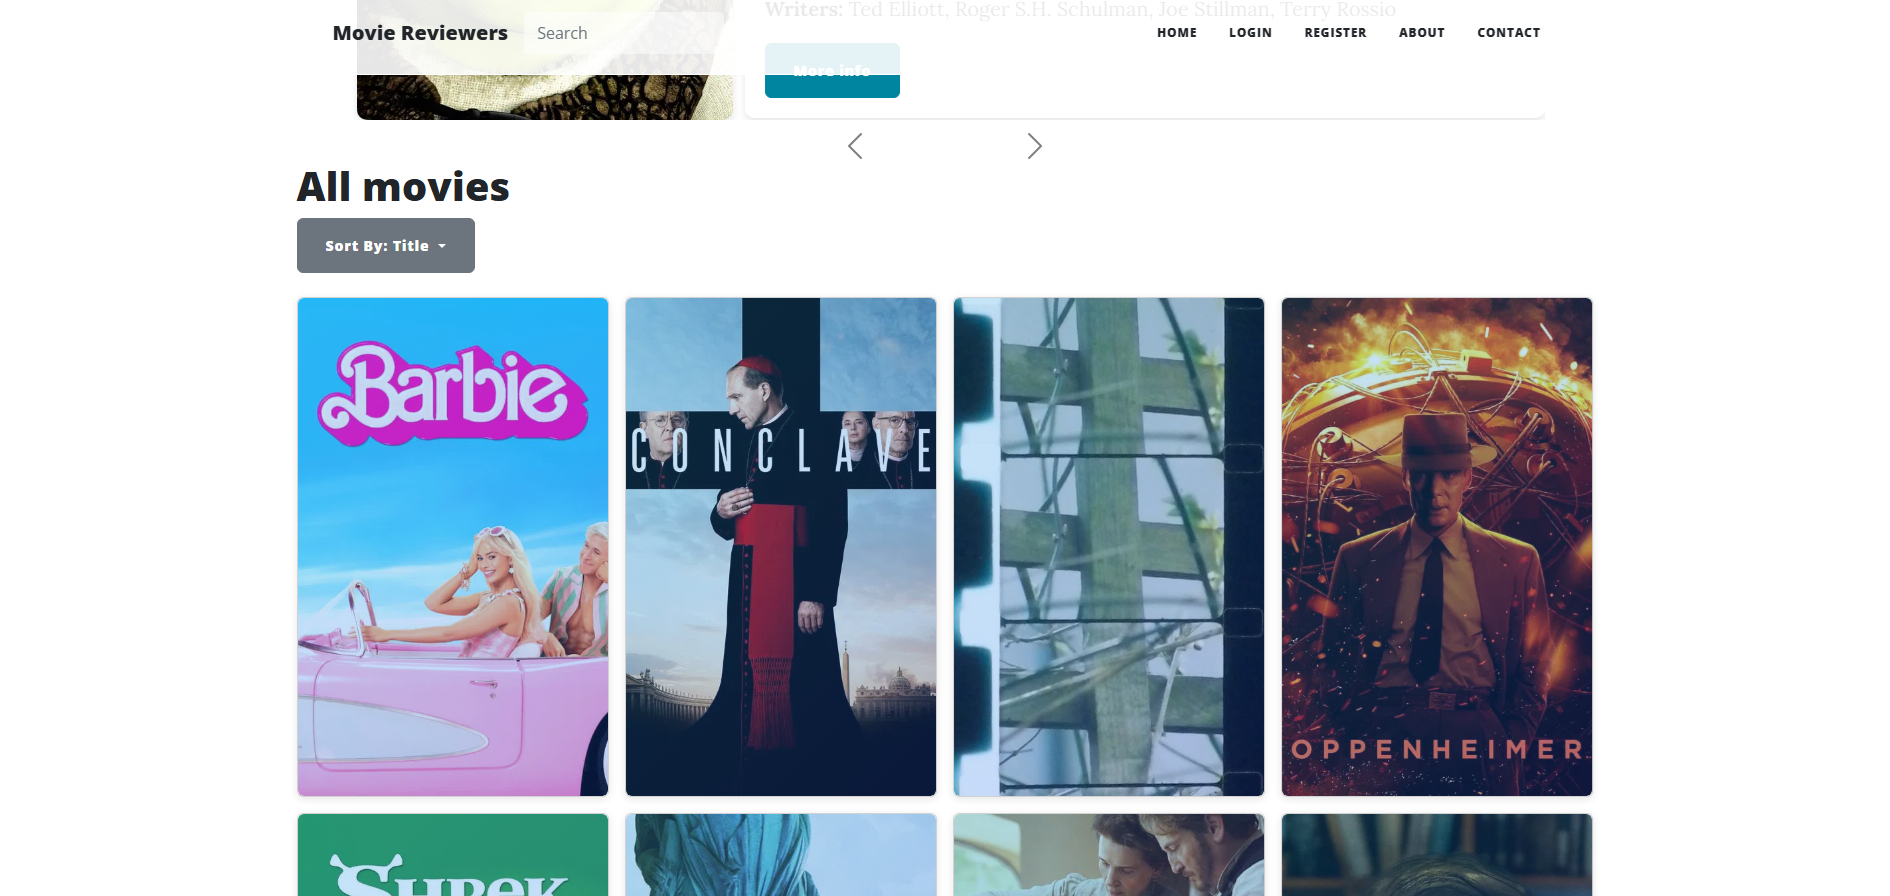 Writers: Ted Elliott, Roger S.H. Schulman, Joe Stillman, Terry Rossio
Movie Reviewers
Search
HOME
LOGIN
REGISTER
ABOUT
CONTACT
More info
All movies
Sort By: Title
Barbie
CONCLAVE
OPPENHEIMER
SHREK